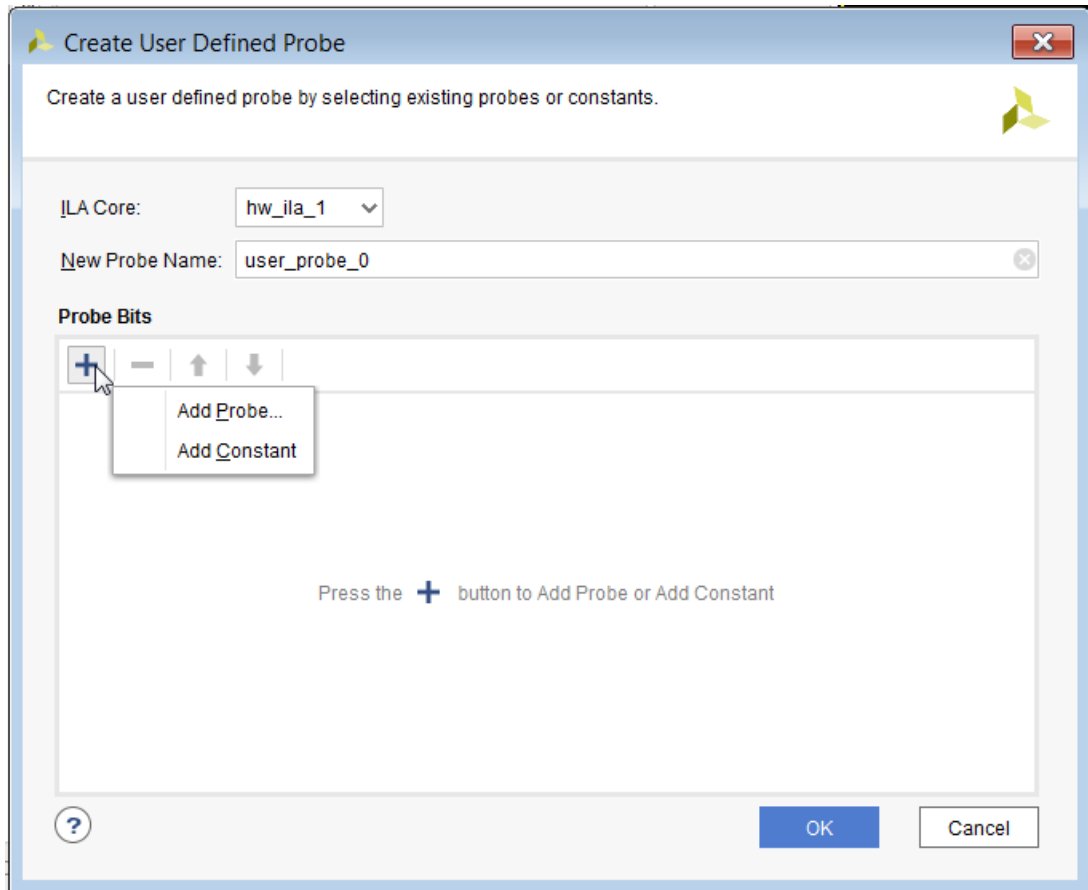 Create User Defined Probe
Create a user defined probe by selecting existing probes or constants.
ILA Core: hw_ila_1
New Probe Name: user_probe_0
Probe Bits
Add Probe...
Add Constant
Press the + button to Add Probe or Add Constant
? OK Cancel